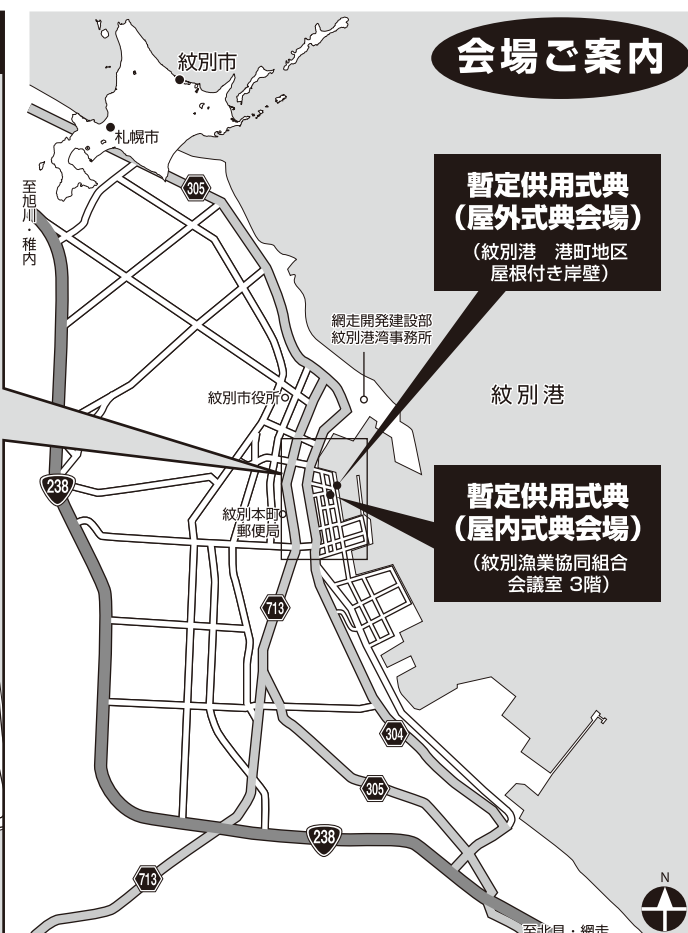 会場ご案内
紋別市
札幌市
至旭川・稚内
305
暫定供用式典
（屋外式典会場）
（紋別港　港町地区
屋根付き岸壁）
網走開発建設部
紋別港湾事務所
紋別港
紋別市役所
238
紋別本町
郵便局
暫定供用式典
（屋内式典会場）
（紋別漁業協同組合
会議室 3階）
713
304
305
238
713
N
至北見・網走